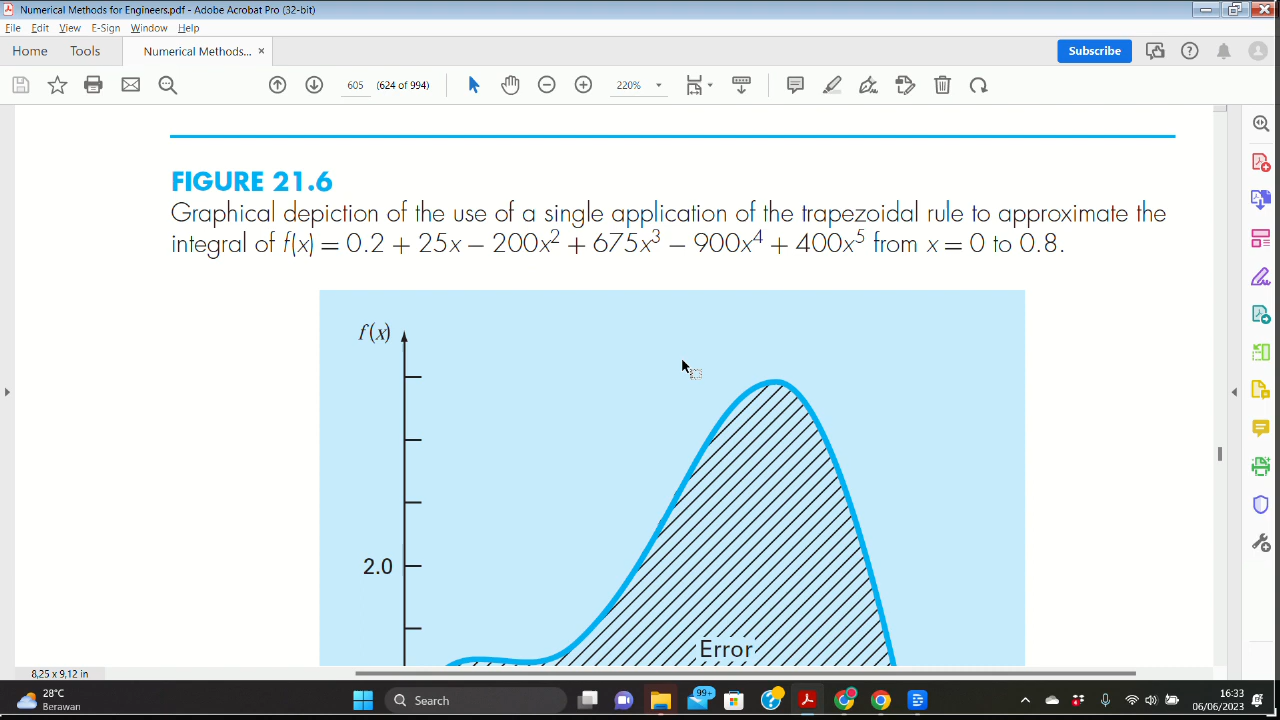 Numerical Methods for Engineers.pdf - Adobe Acrobat Pro (32-bit)
File Edit View E-Sign Window Help
Home Tools Numerical Methods... × Subscribe
605 (624 of 994) 220%
FIGURE 21.6
Graphical depiction of the use of a single application of the trapezoidal rule to approximate the
integral of f(x) = 0.2 + 25x − 200x² + 675x³ − 900x⁴ + 400x⁵ from x = 0 to 0.8.
f(x)
2.0
Error
8,25 x 9,12 in
28°C
Berawan
Search
99+
16:33
06/06/2023